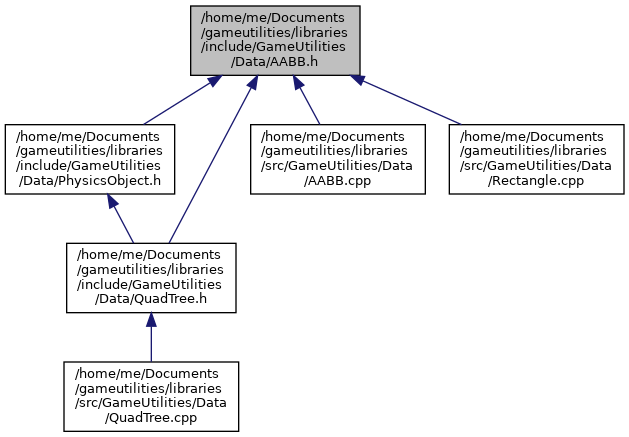 /home/me/Documents
/gameutilities/libraries
/include/GameUtilities
/Data/AABB.h
/home/me/Documents
/gameutilities/libraries
/include/GameUtilities
/Data/PhysicsObject.h
/home/me/Documents
/gameutilities/libraries
/src/GameUtilities/Data
/AABB.cpp
/home/me/Documents
/gameutilities/libraries
/src/GameUtilities/Data
/Rectangle.cpp
/home/me/Documents
/gameutilities/libraries
/include/GameUtilities
/Data/QuadTree.h
/home/me/Documents
/gameutilities/libraries
/src/GameUtilities/Data
/QuadTree.cpp